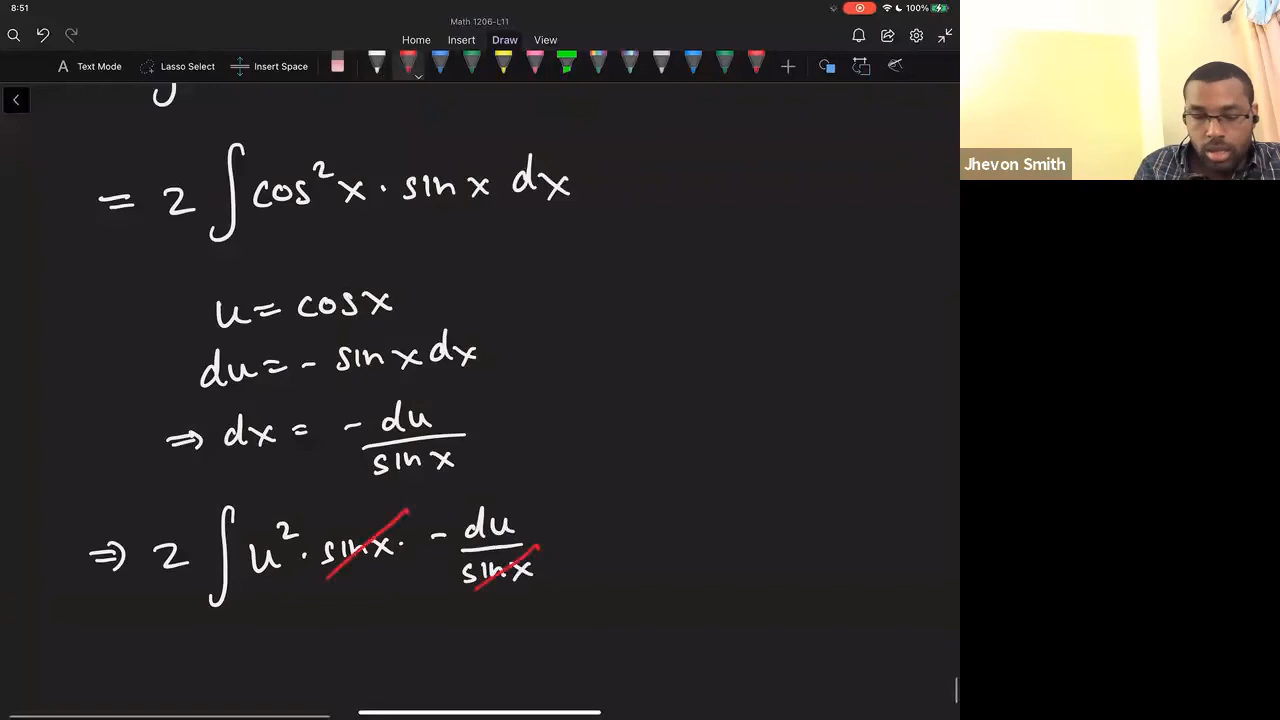 8:51
100%
Math 1206-L11
Home Insert Draw View
Text Mode Lasso Select Insert Space
= 2 ∫ cos² x · sin x dx
u = cos x
du = - sin x dx
⇒ dx = - du / sin x
⇒ 2 ∫ u² · sin x · - du / sin x
Jhevon Smith